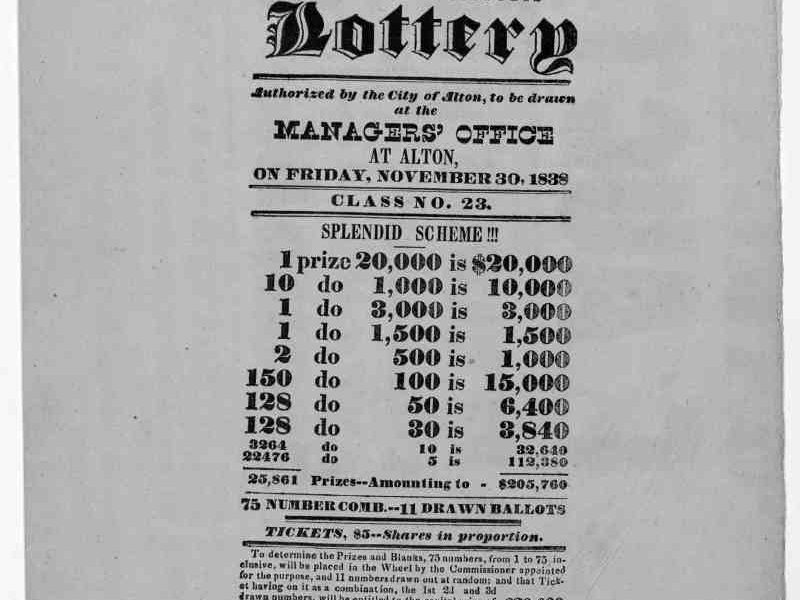 Lottery
Authorized by the City of Alton, to be drawn
at the
MANAGERS' OFFICE
AT ALTON,
ON FRIDAY, NOVEMBER 30, 1838
CLASS NO. 23.
SPLENDID SCHEME!!!
1 prize 20,000 is $20,000
10 do 1,000 is 10,000
1 do 3,000 is 3,000
1 do 1,500 is 1,500
2 do 500 is 1,000
150 do 100 is 15,000
128 do 50 is 6,400
128 do 30 is 3,840
3264 do 10 is 32,640
22476 do 5 is 112,380
25,861 Prizes--Amounting to - $205,760
75 NUMBER COMB.--11 DRAWN BALLOTS
TICKETS, $5--Shares in proportion.
To determine the Prizes and Blanks, 75 numbers, from 1 to 75 in-
clusive, will be placed in the Wheel by the Commissioner appointed
for the purpose, and 11 numbers drawn out at random; and that Tick-
et having on it as a combination, the 1st 2d and 3d
drawn numbers, will be entitled to the capital